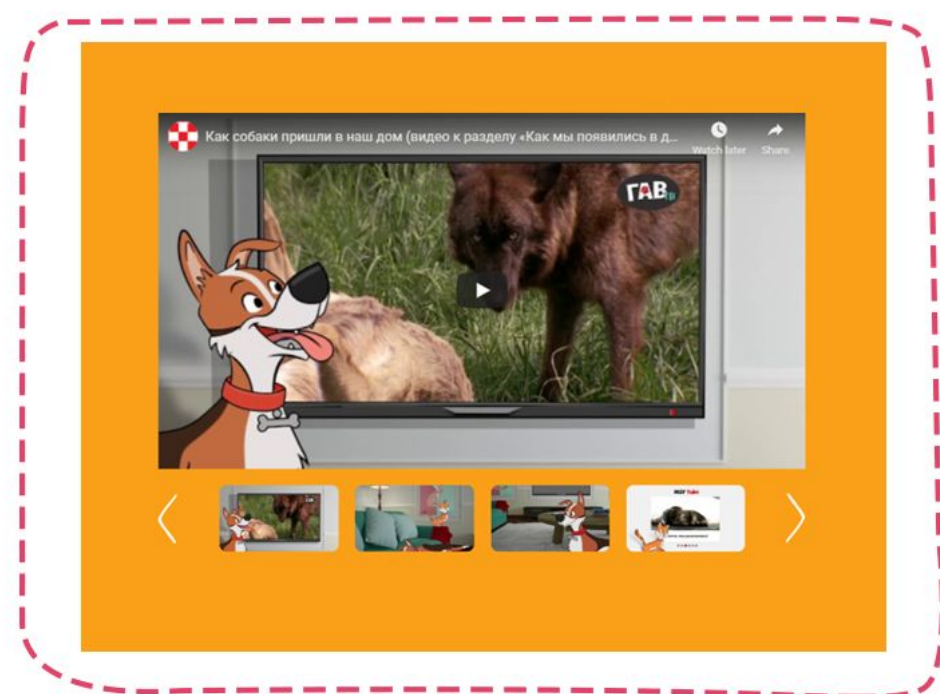 Как собаки пришли в наш дом (видео к разделу «Как мы появились в д...
Watch later
Share
ГАВ